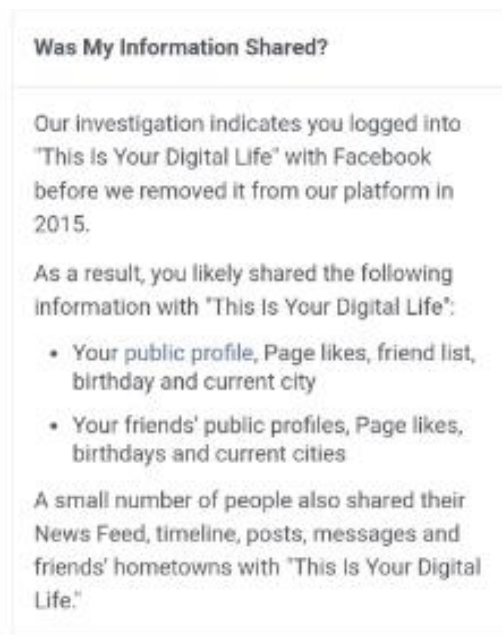 Was My Information Shared?
Our investigation indicates you logged into
"This Is Your Digital Life" with Facebook
before we removed it from our platform in
2015.
As a result, you likely shared the following
information with "This Is Your Digital Life":
• Your public profile, Page likes, friend list,
birthday and current city
• Your friends' public profiles, Page likes,
birthdays and current cities
A small number of people also shared their
News Feed, timeline, posts, messages and
friends' hometowns with "This Is Your Digital
Life."